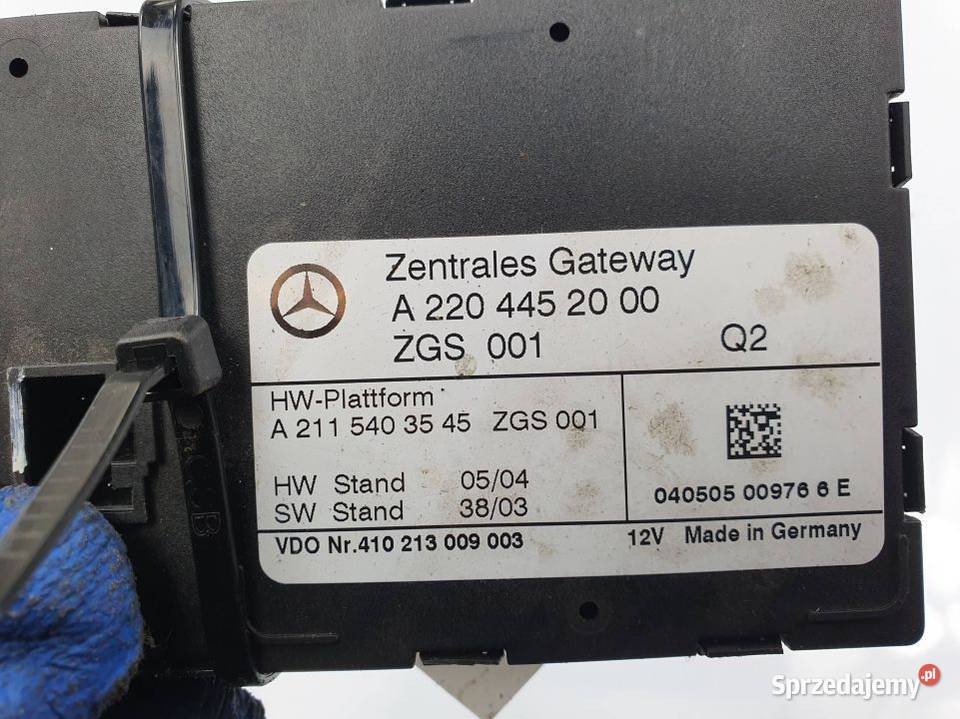 Zentrales Gateway
A 220 445 20 00
ZGS 001 Q2
HW-Plattform
A 211 540 35 45 ZGS 001
HW Stand 05/04
SW Stand 38/03
040505 00976 6 E
VDO Nr.410 213 009 003 12V Made in Germany
Sprzedajemy.pl